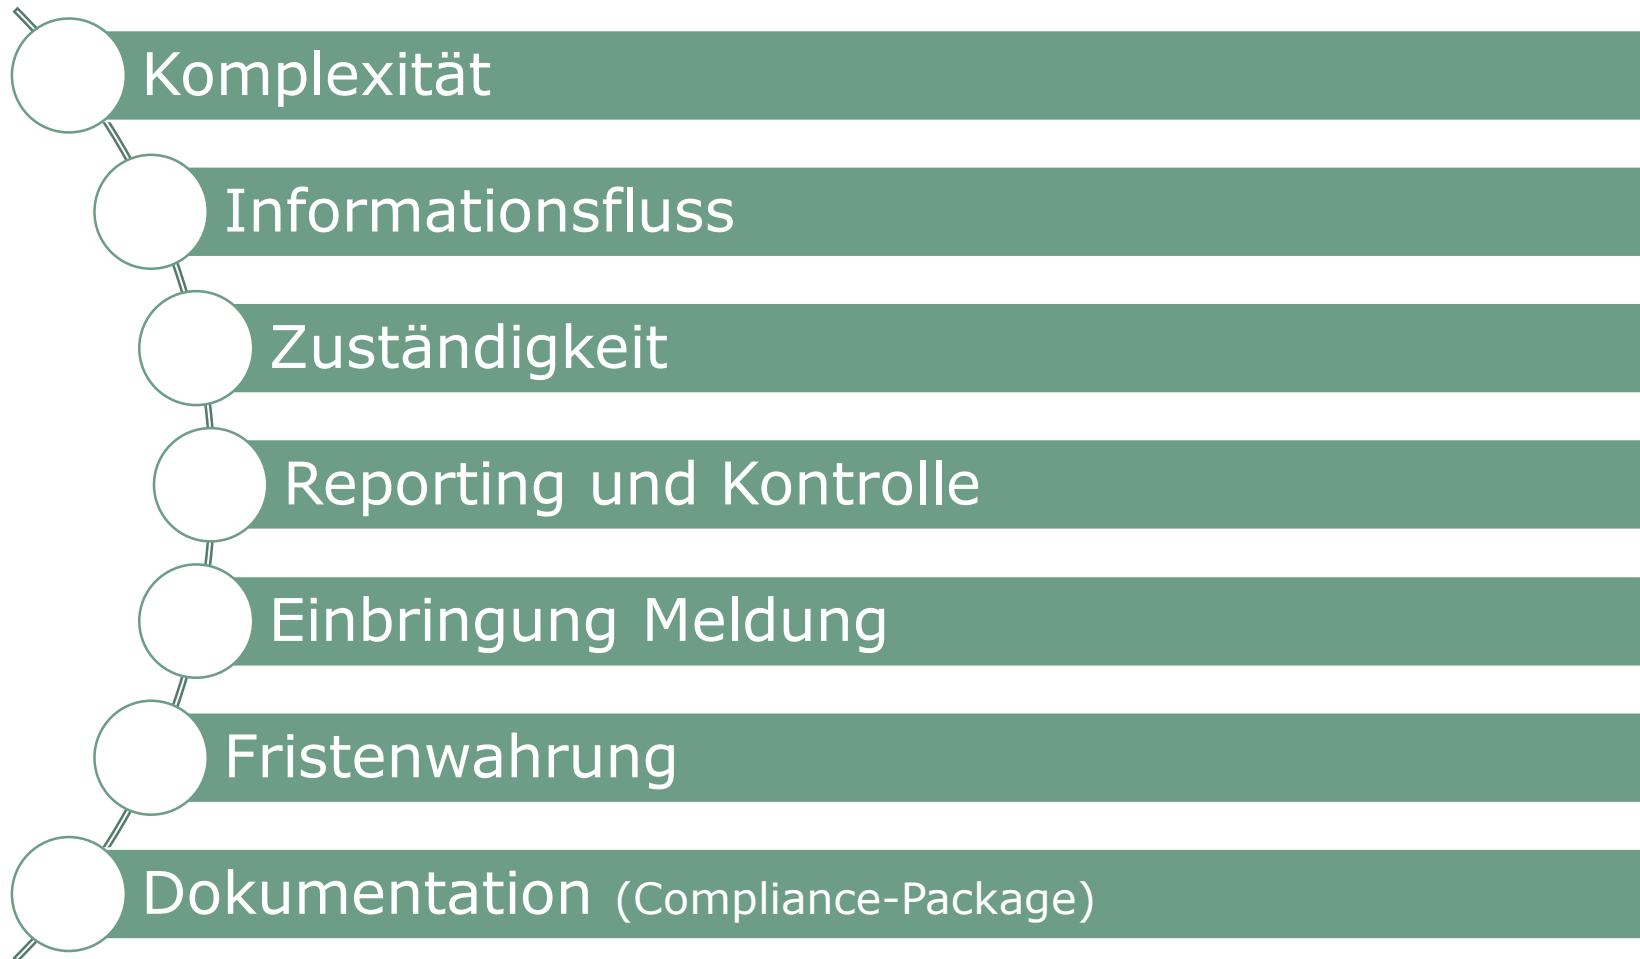 Komplexität
Informationsfluss
Zuständigkeit
Reporting und Kontrolle
Einbringung Meldung
Fristenwahrung
Dokumentation (Compliance-Package)